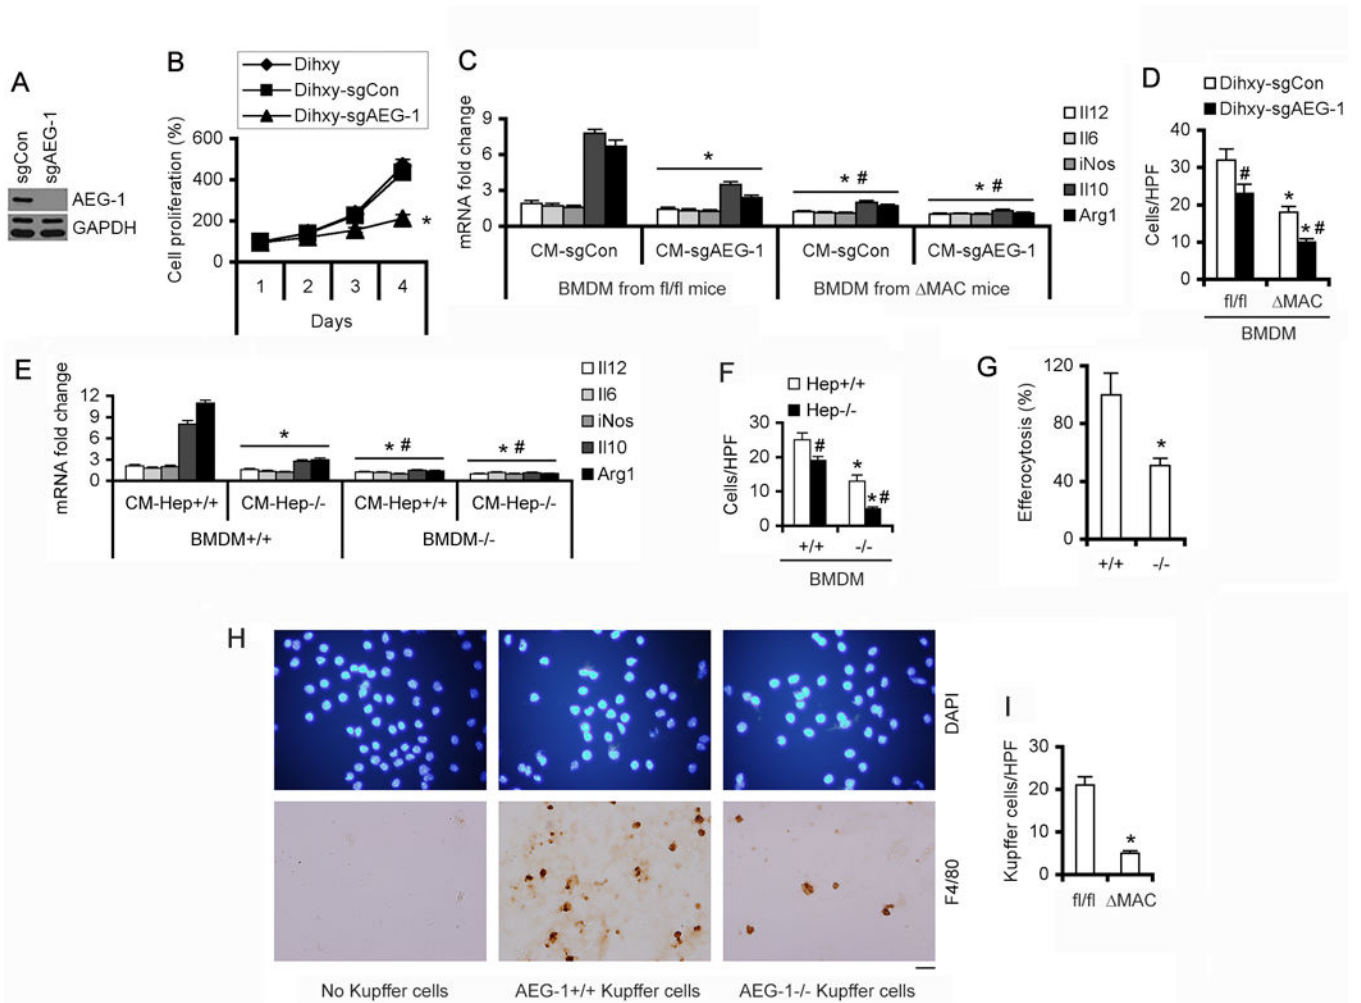 A
sgCon
sgAEG-1
AEG-1
GAPDH
B
Dihxy
Dihxy-sgCon
Dihxy-sgAEG-1
Cell proliferation (%)
600
400
200
0
*
1 2 3 4
Days
C
mRNA fold change
9
6
3
0
*
* #
* #
Il12
Il6
iNos
Il10
Arg1
CM-sgCon CM-sgAEG-1 CM-sgCon CM-sgAEG-1
BMDM from fl/fl mice BMDM from ΔMAC mice
D
Dihxy-sgCon
Dihxy-sgAEG-1
Cells/HPF
40
30
20
10
0
#
*
* #
fl/fl ΔMAC
BMDM
E
mRNA fold change
12
9
6
3
0
*
* #
* #
Il12
Il6
iNos
Il10
Arg1
CM-Hep+/+ CM-Hep-/- CM-Hep+/+ CM-Hep-/-
BMDM+/+ BMDM-/-
F
Hep+/+
Hep-/-
Cells/HPF
30
20
10
0
#
*
*#
+/+ -/-
BMDM
G
Efferocytosis (%)
120
80
40
0
*
+/+ -/-
H
DAPI
F4/80
No Kupffer cells AEG-1+/+ Kupffer cells AEG-1-/- Kupffer cells
I
Kupffer cells/HPF
30
20
10
0
*
fl/fl ΔMAC